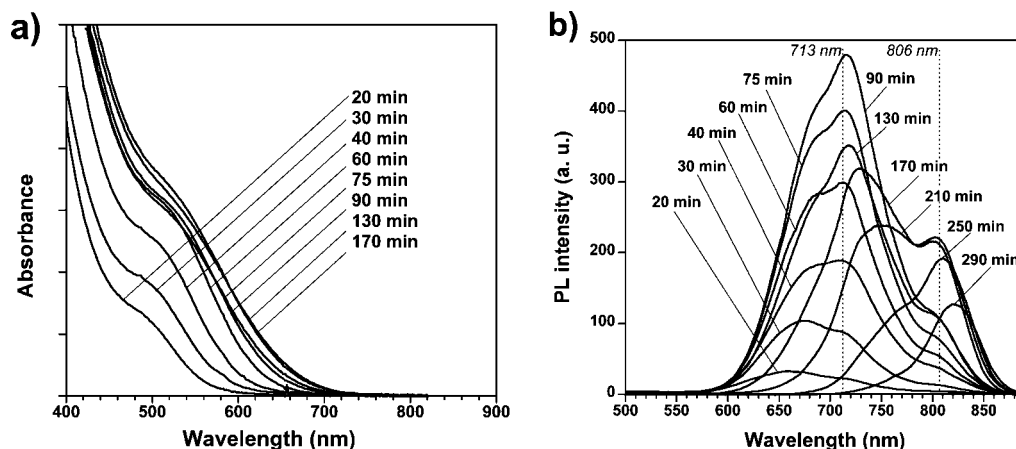 a)
Absorbance
20 min
30 min
40 min
60 min
75 min
90 min
130 min
170 min
400 500 600 700 800 900
Wavelength (nm)
b)
PL intensity (a. u.)
500
400
300
200
100
0
713 nm 806 nm
75 min
90 min
60 min
130 min
40 min
170 min
30 min
210 min
20 min
250 min
290 min
500 550 600 650 700 750 800 850
Wavelength (nm)